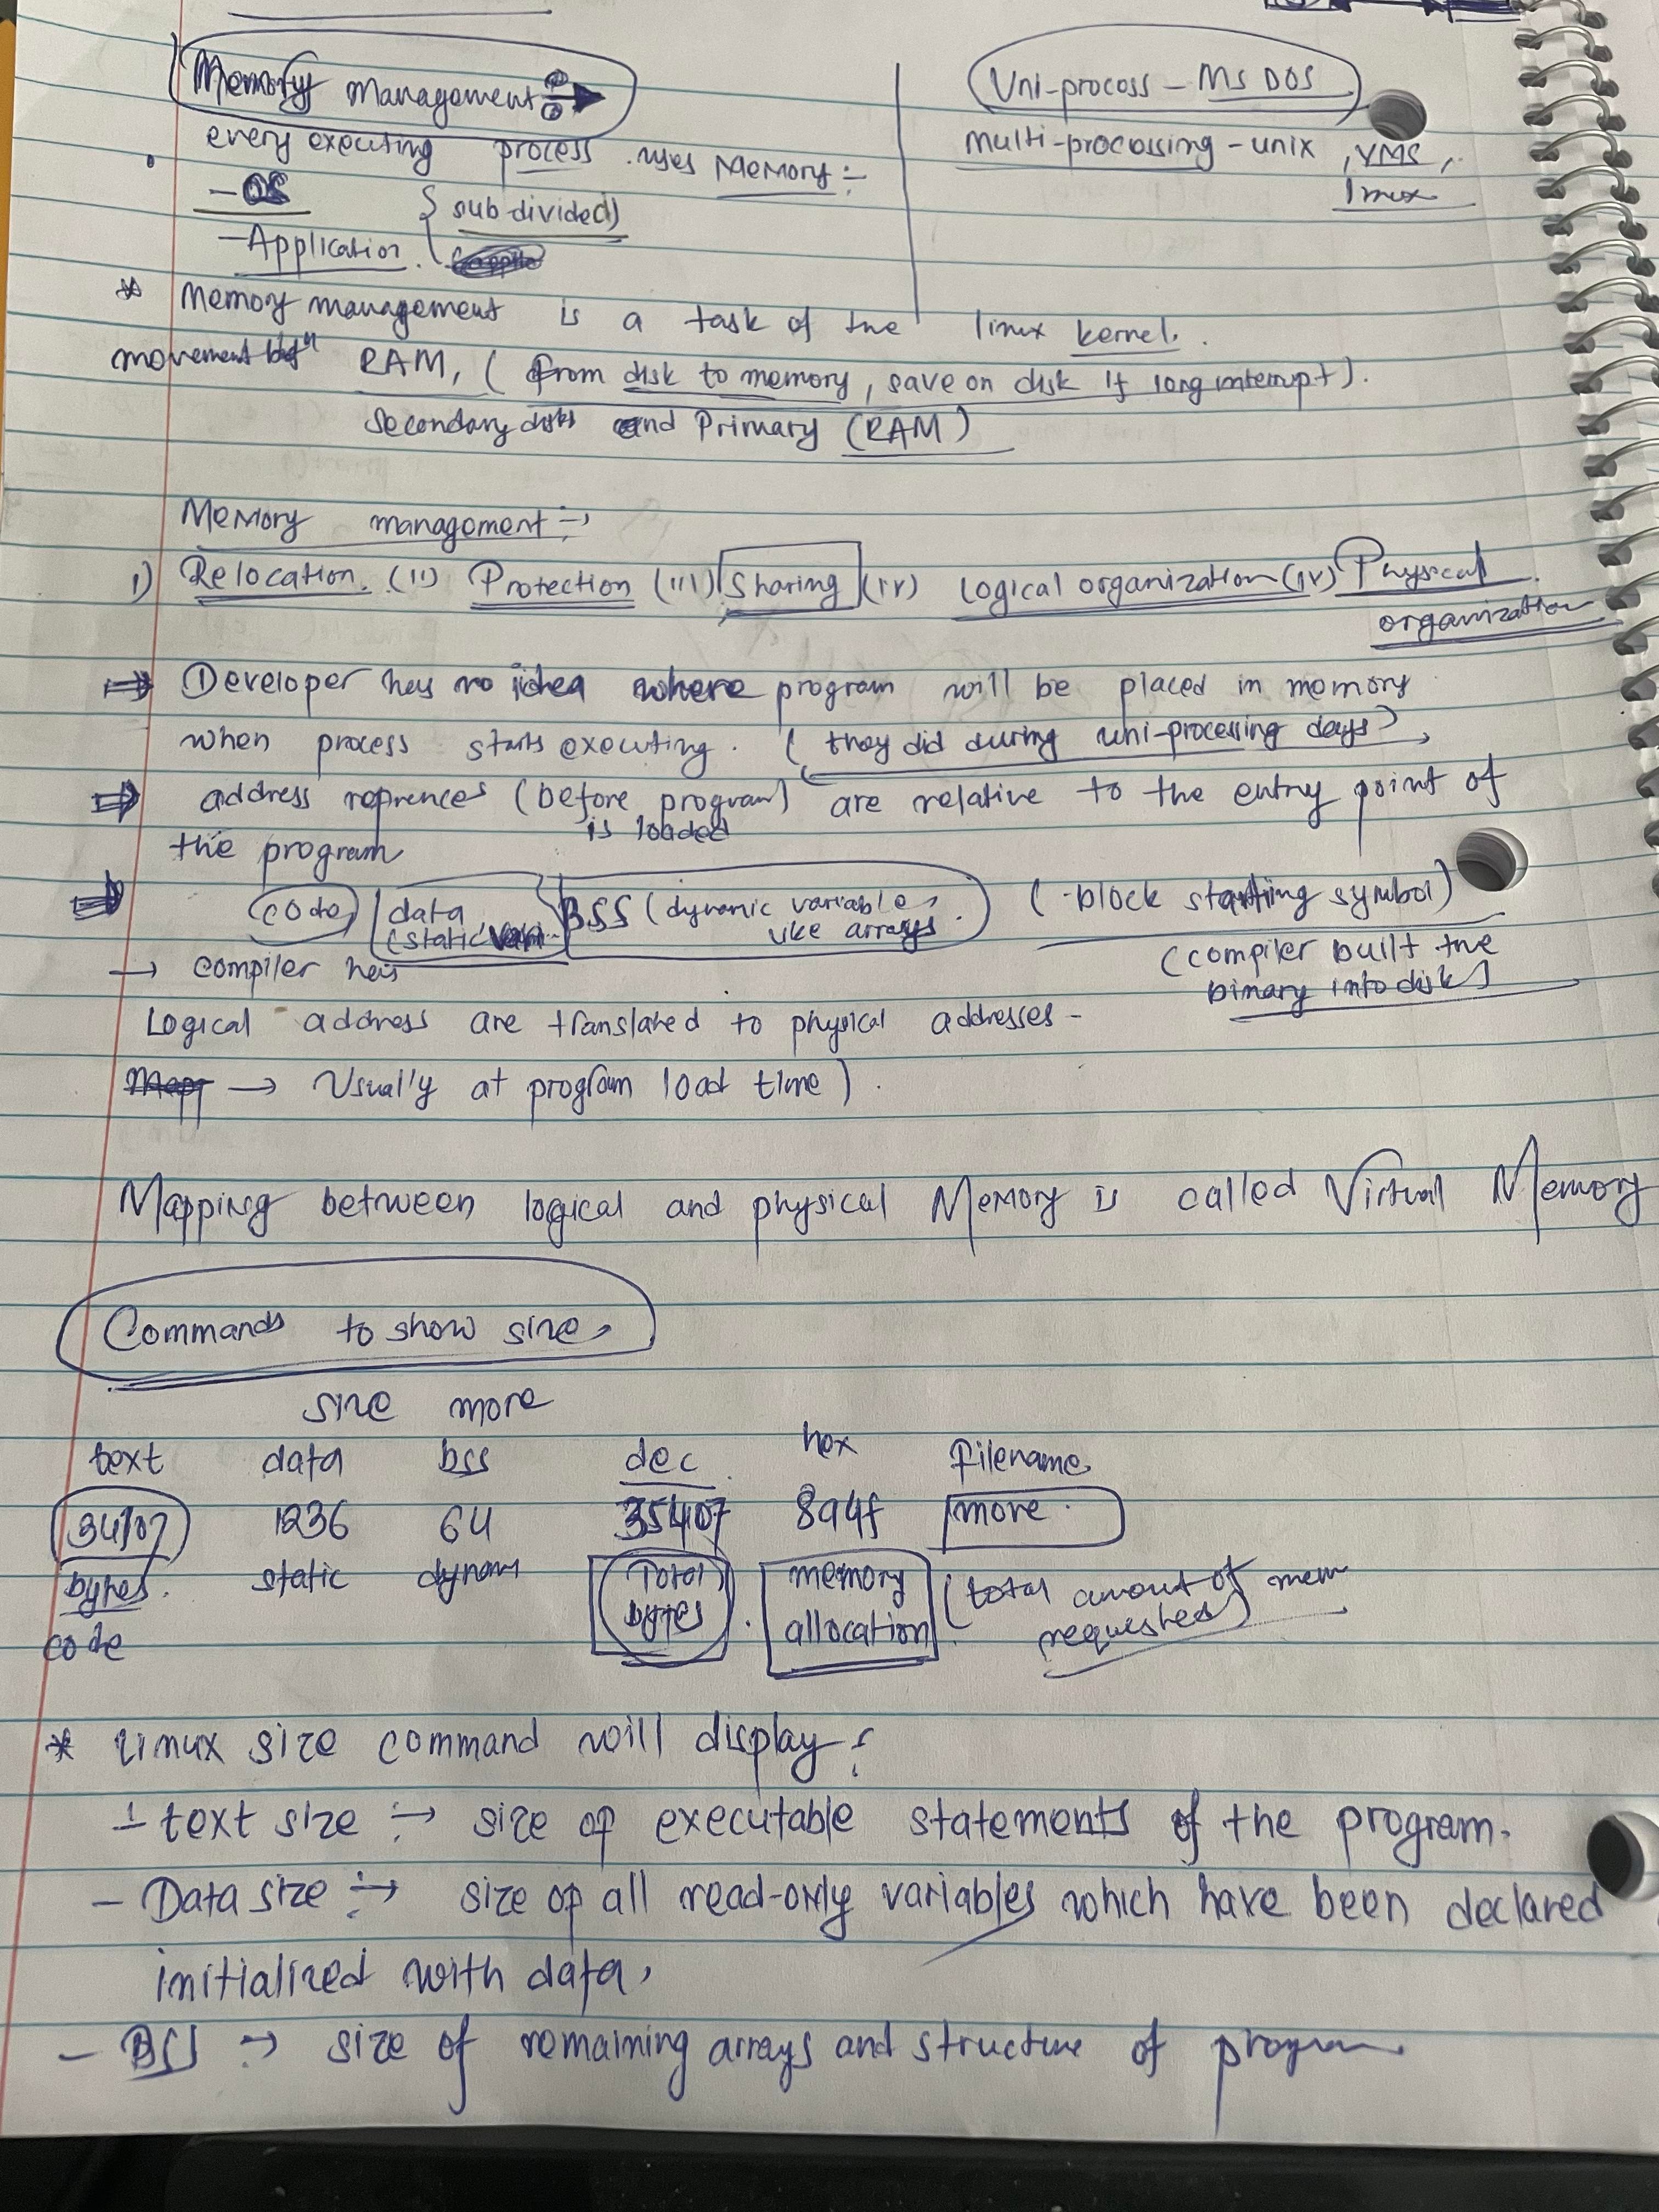 Memory Management
Uni-process - MS DOS
every executing process uses Memory :-
multi-processing - unix, VMS,
linux
- OS
sub-divided
- Application
* Memory management is a task of the linux kernel.
movement betn RAM, (from disk to memory, save on disk if long interrupt).
Secondary disks and Primary (RAM)
Memory management :→
i) Relocation. (ii) Protection (iii) Sharing (iv) Logical organization (iv) Physical
organization
⇒ Developer has no idea where program will be placed in memory
when process starts executing. (they did during uni-processing days)
⇒ address reprences (before program) are relative to the entry point of
is loaded
the program
⇒ code data BSS (dynamic variable, (block starting symbol)
(static vari like arrays.
(compiler built the
→ compiler has
binary into disk)
Logical address are translated to physical addresses -
→ Usually at program load time).
Mapping between logical and physical Memory is called Virtual Memory
Commands to show size,
size more
text data bss dec hex filename
34107 1236 64 35407 8a4f more
bytes. static dynam Total memory (total amount of mem
code bytes allocation requested)
* Linux size command will display :
- text size :→ size of executable statements of the program.
- Data size :→ size of all read-only variables which have been declared
initialized with data,
- BSS :→ size of remaining arrays and structure of program